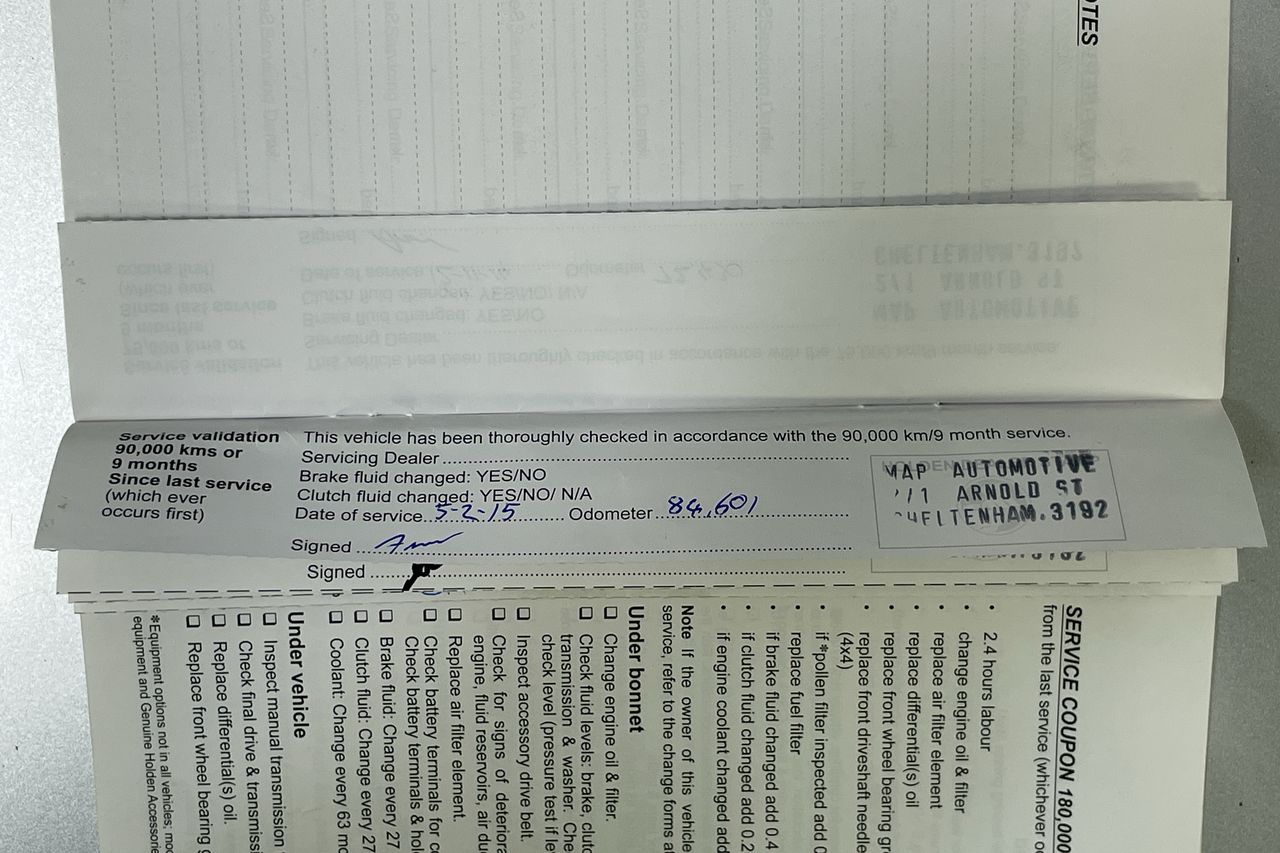 OTES
Service validation
90,000 kms or
9 months
Since last service
(which ever
occurs first)
This vehicle has been thoroughly checked in accordance with the 90,000 km/9 month service.
Servicing Dealer
Brake fluid changed: YES/NO
Clutch fluid changed: YES/NO/ N/A
Date of service 5-2-15 Odometer 84,601
Signed
MAP AUTOMOTIVE
/1 ARNOLD ST
HELTENHAM.3192
Signed
SERVICE COUPON 180,000
from the last service (whichever oc
• 2.4 hours labour
• change engine oil & filter
• replace air filter element
• replace differential(s) oil
• replace front wheel bearing gr
• replace front driveshaft needle
(4x4)
• replace fuel filter
• if *pollen filter inspected add 0
• if brake fluid changed add 0.4
• if clutch fluid changed add 0.2
• if engine coolant changed add
Note If the owner of this vehicle
service, refer to the change forms at
Under bonnet
❑ Change engine oil & filter.
❑ Check fluid levels: brake, clutc
transmission & washer. Che
check level (pressure test if le
❑ Inspect accessory drive belt.
❑ Check for signs of deteriora
engine, fluid reservoirs, air duc
❑ Replace air filter element.
❑ Check battery terminals for co
Check battery terminals & hol
❑ Brake fluid: Change every 27
❑ Clutch fluid: Change every 27
❑ Coolant: Change every 63 mo
Under vehicle
❑ Inspect manual transmission
❑ Check final drive & transmissi
❑ Replace differential(s) oil.
❑ Replace front wheel bearing g
*Equipment options not in all vehicles; mod
equipment and Genuine Holden Accessorie